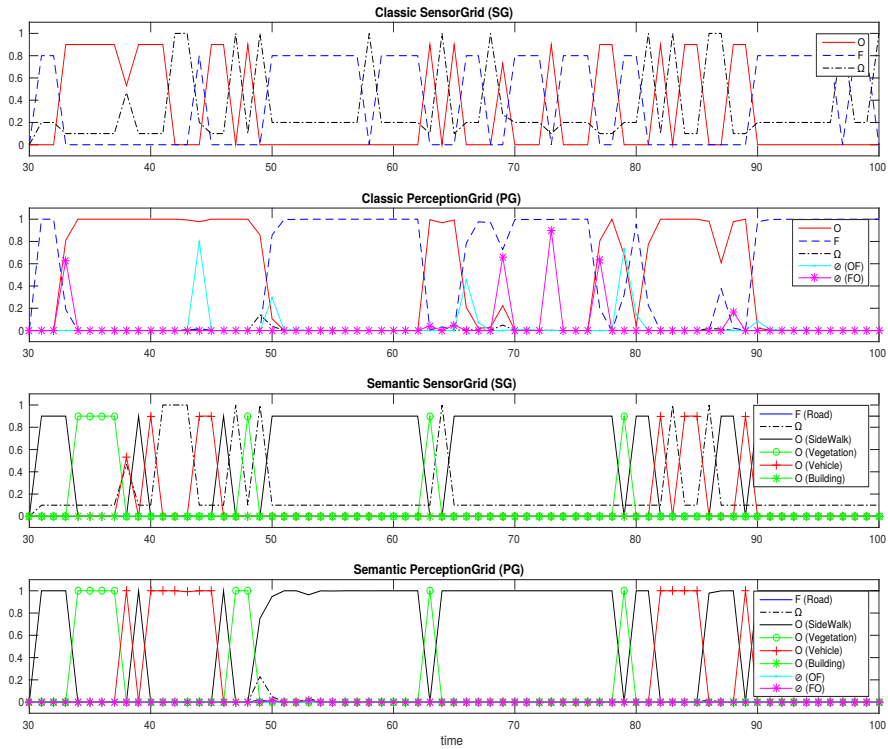 Classic SensorGrid (SG)
1
0.8
0.6
0.4
0.2
0
O
F
Ω
30 40 50 60 70 80 90 100
Classic PerceptionGrid (PG)
1
0.8
0.6
0.4
0.2
0
O
F
Ω
⊘ (OF)
⊘ (FO)
30 40 50 60 70 80 90 100
Semantic SensorGrid (SG)
1
0.8
0.6
0.4
0.2
0
F (Road)
Ω
O (SideWalk)
O (Vegetation)
O (Vehicle)
O (Building)
30 40 50 60 70 80 90 100
Semantic PerceptionGrid (PG)
1
0.8
0.6
0.4
0.2
0
F (Road)
Ω
O (SideWalk)
O (Vegetation)
O (Vehicle)
O (Building)
⊘ (OF)
⊘ (FO)
30 40 50 60 70 80 90 100
time